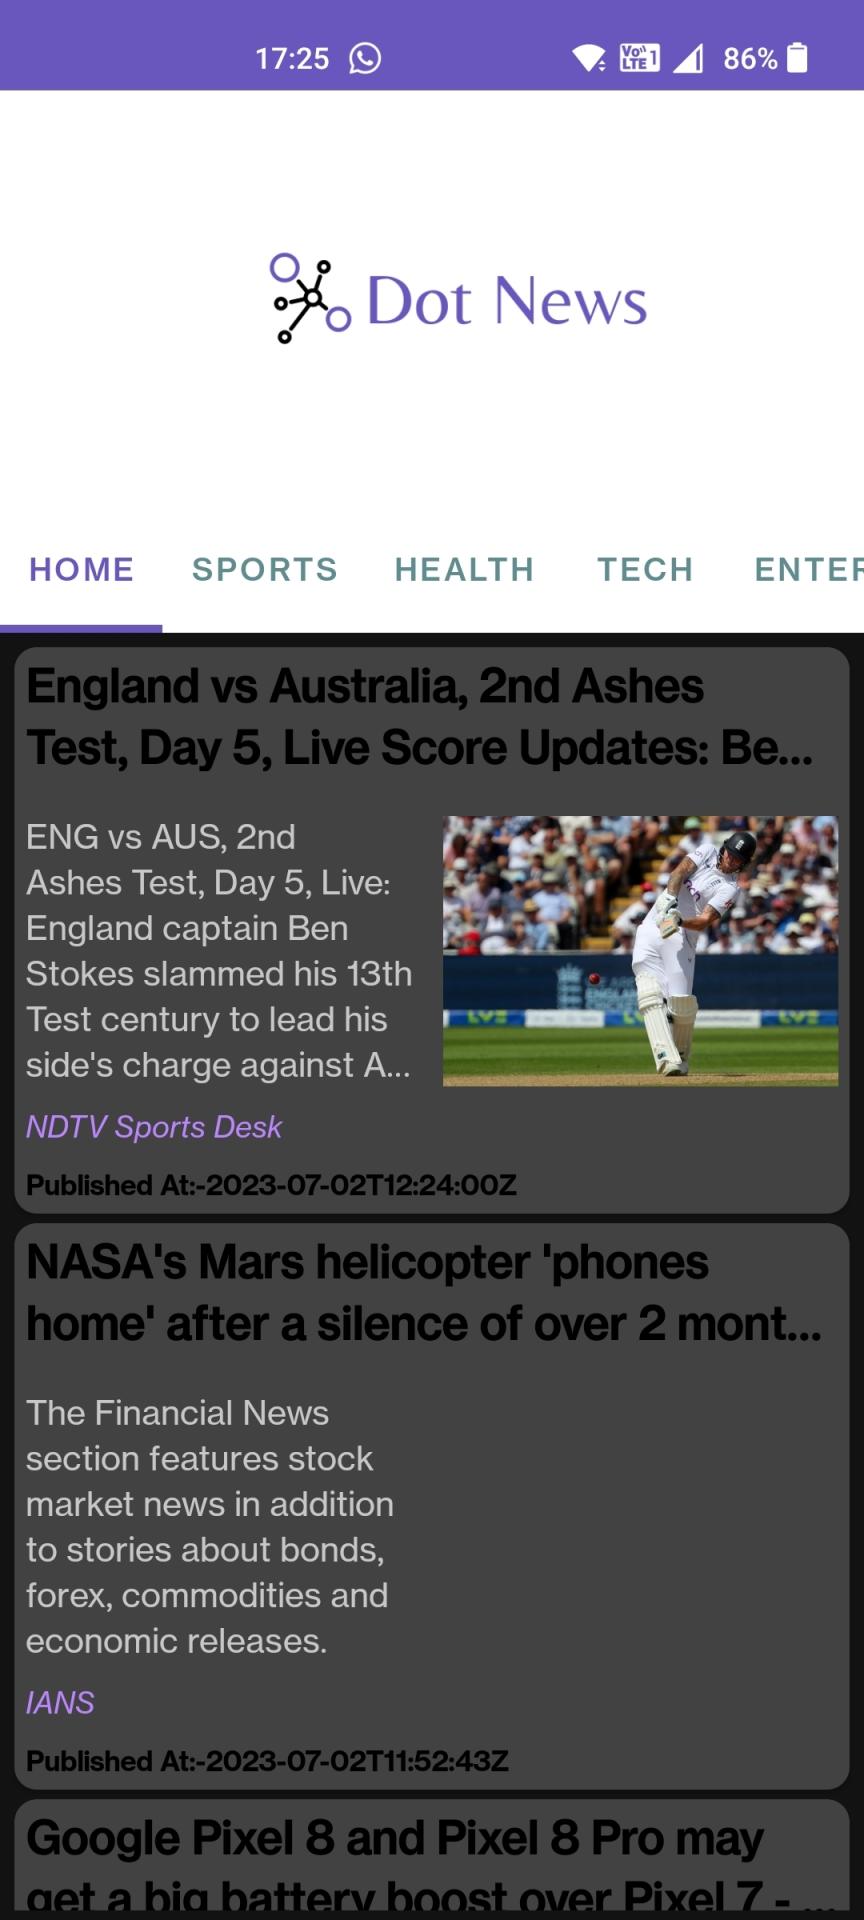 17:25 Vo)) LTE 1 86%
Dot News
HOME SPORTS HEALTH TECH ENTER
England vs Australia, 2nd Ashes
Test, Day 5, Live Score Updates: Be...
ENG vs AUS, 2nd
Ashes Test, Day 5, Live:
England captain Ben
Stokes slammed his 13th
Test century to lead his
side's charge against A...
NDTV Sports Desk
Published At:-2023-07-02T12:24:00Z
NASA's Mars helicopter 'phones
home' after a silence of over 2 mont...
The Financial News
section features stock
market news in addition
to stories about bonds,
forex, commodities and
economic releases.
IANS
Published At:-2023-07-02T11:52:43Z
Google Pixel 8 and Pixel 8 Pro may
get a big battery boost over Pixel 7 - ...